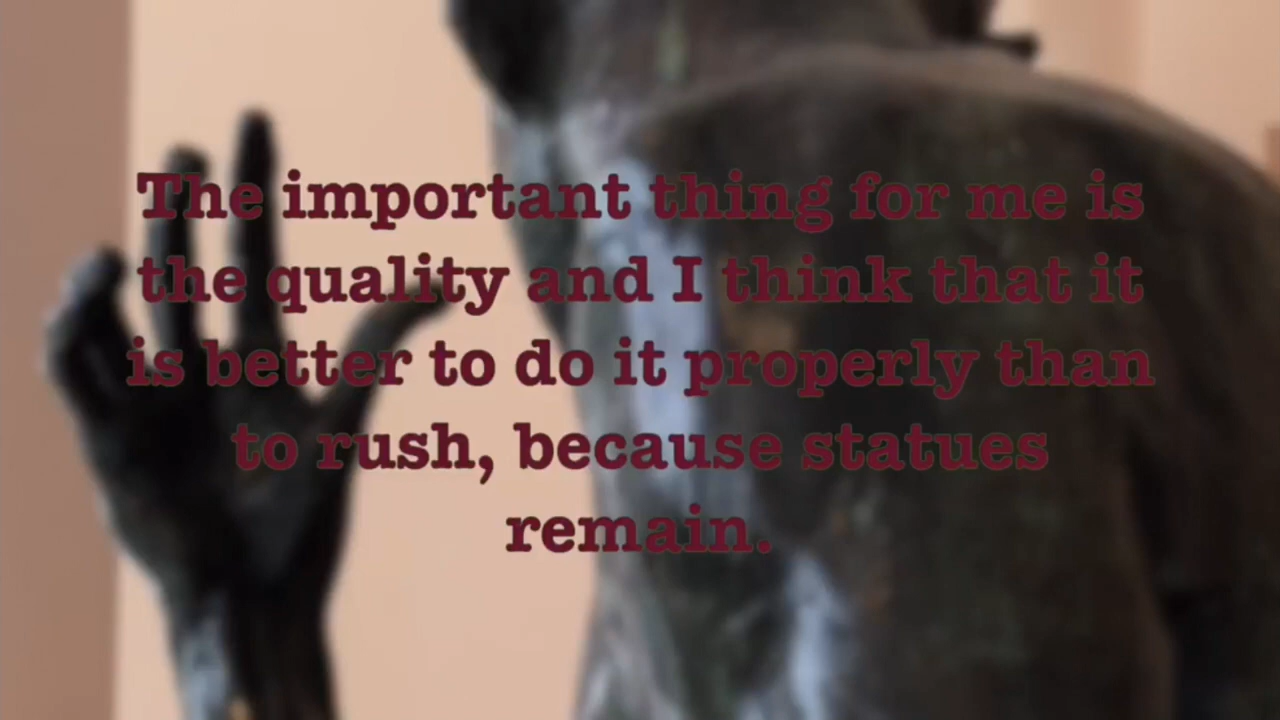 The important thing for me is
the quality and I think that it
is better to do it properly than
to rush, because statues
remain.